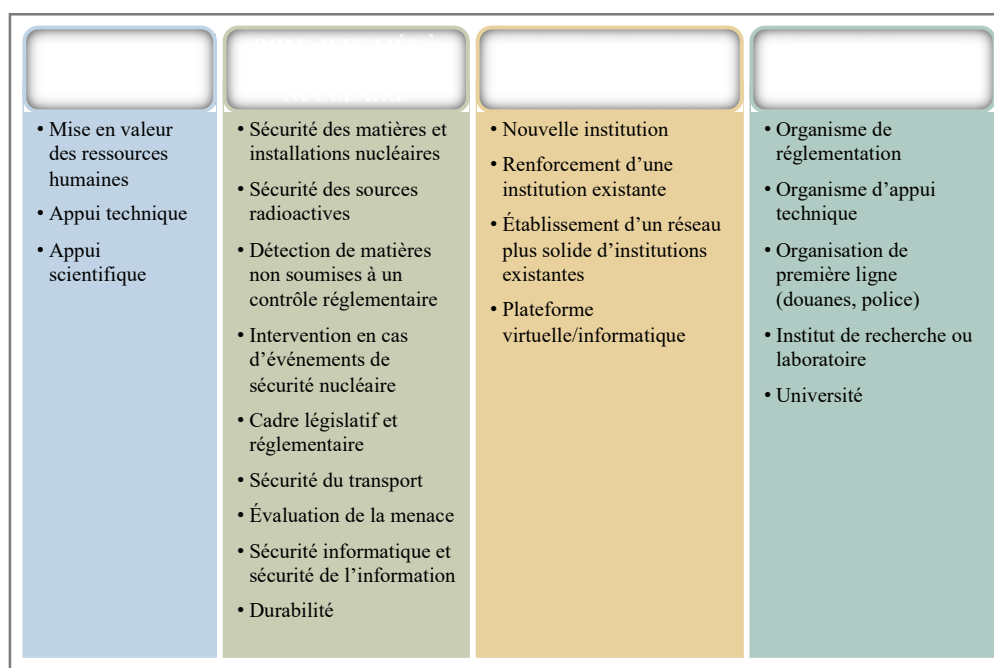 • Mise en valeur
des ressources
humaines
• Appui technique
• Appui
scientifique
• Sécurité des matières et
installations nucléaires
• Sécurité des sources
radioactives
• Détection de matières
non soumises à un
contrôle réglementaire
• Intervention en cas
d’événements de
sécurité nucléaire
• Cadre législatif et
réglementaire
• Sécurité du transport
• Évaluation de la menace
• Sécurité informatique et
sécurité de l’information
• Durabilité
• Nouvelle institution
• Renforcement d’une
institution existante
• Établissement d’un réseau
plus solide d’institutions
existantes
• Plateforme
virtuelle/informatique
• Organisme de
réglementation
• Organisme d’appui
technique
• Organisation de
première ligne
(douanes, police)
• Institut de recherche ou
laboratoire
• Université